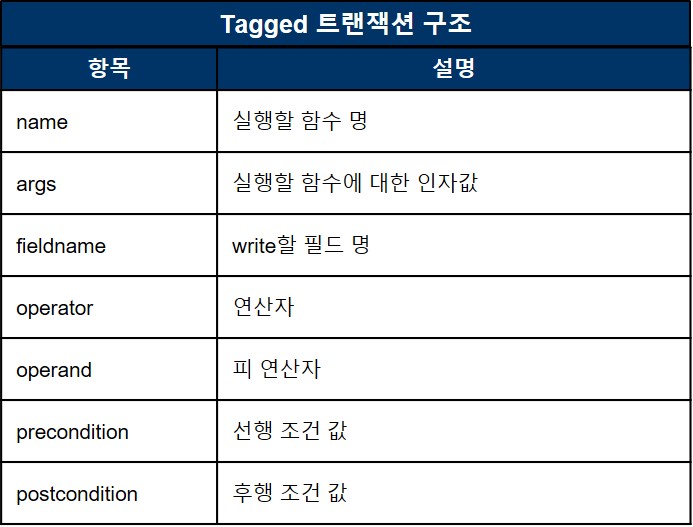 Tagged 트랜잭션 구조
항목 설명
name 실행할 함수 명
args 실행할 함수에 대한 인자값
fieldname write할 필드 명
operator 연산자
operand 피 연산자
precondition 선행 조건 값
postcondition 후행 조건 값